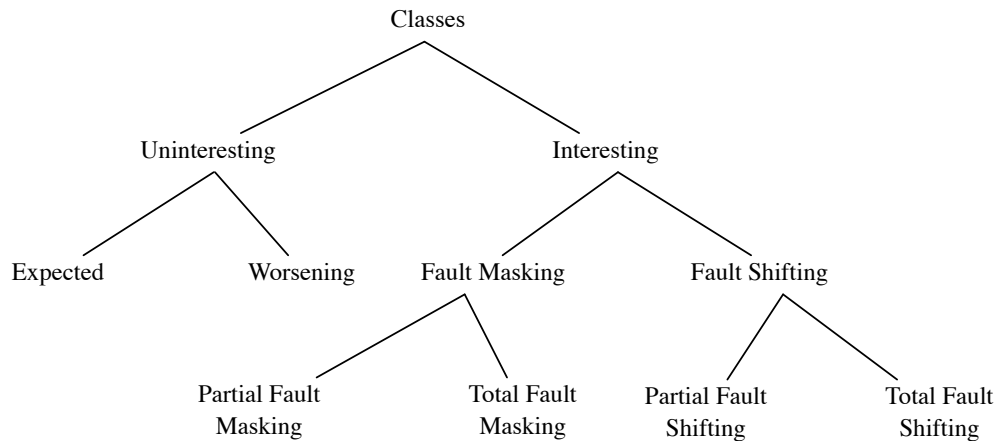 Classes
Uninteresting
Interesting
Expected
Worsening
Fault Masking
Fault Shifting
Partial Fault
Masking
Total Fault
Masking
Partial Fault
Shifting
Total Fault
Shifting